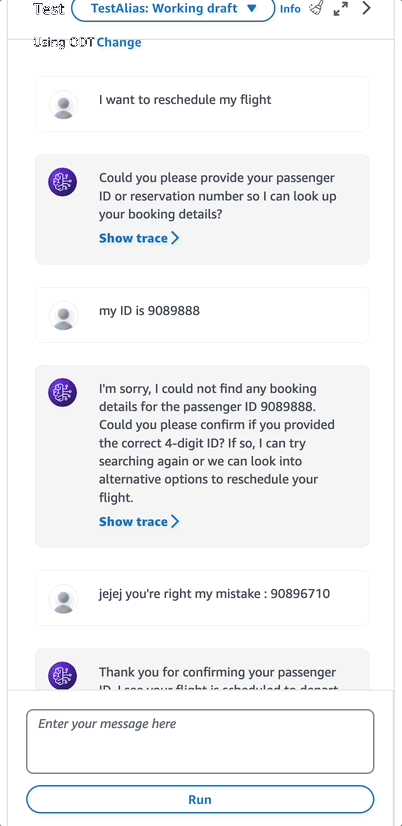 Test TestAlias: Working draft Info
Using ODT Change
I want to reschedule my flight
Could you please provide your passenger
ID or reservation number so I can look up
your booking details?
Show trace
my ID is 9089888
I'm sorry, I could not find any booking
details for the passenger ID 9089888.
Could you please confirm if you provided
the correct 4-digit ID? If so, I can try
searching again or we can look into
alternative options to reschedule your
flight.
Show trace
jejej you're right my mistake : 90896710
Thank you for confirming your passenger
ID. I see your flight is scheduled to depart
Enter your message here
Run